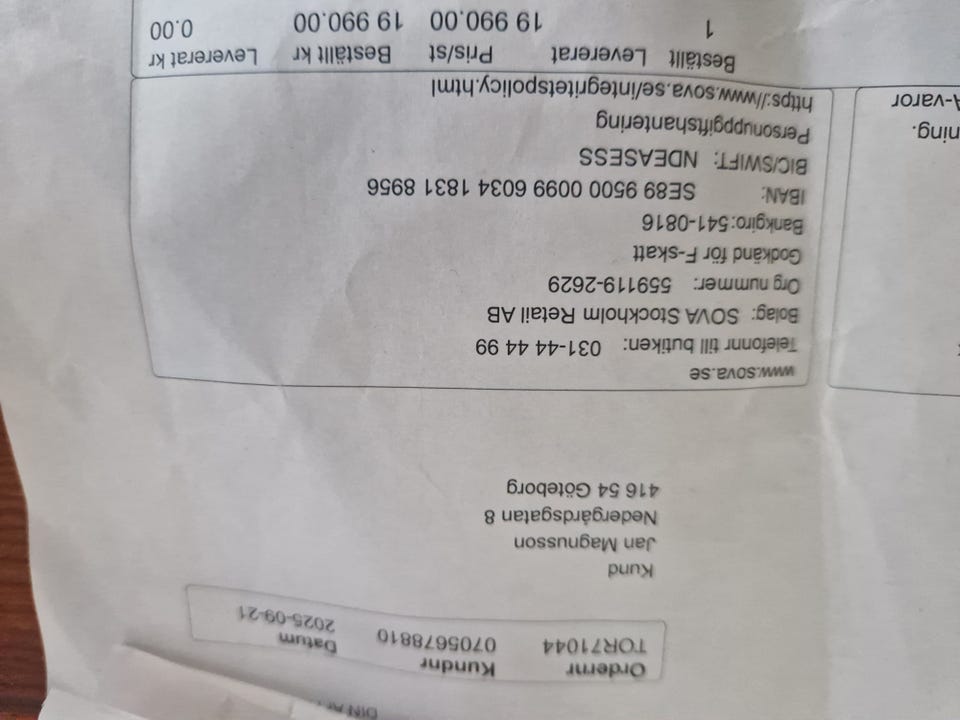 DIN AF
Ordernr Kundnr Datum
TOR71044 0705678810 2025-09-21
Kund
Jan Magnusson
Nedergårdsgatan 8
416 54 Göteborg
www.sova.se
Telefonnr till butiken: 031-44 44 99
Bolag: SOVA Stockholm Retail AB
Org nummer: 559119-2629
Godkänd för F-skatt
Bankgiro: 541-0816
IBAN: SE89 9500 0099 6034 1831 8956
BIC/SWIFT: NDEASESS
Personuppgiftshantering
https://www.sova.se/integritetspolicy.html
ning.
A-varor
Beställt Levererat Pris/st Beställt kr Levererat kr
1 19 990.00 19 990.00 0.00